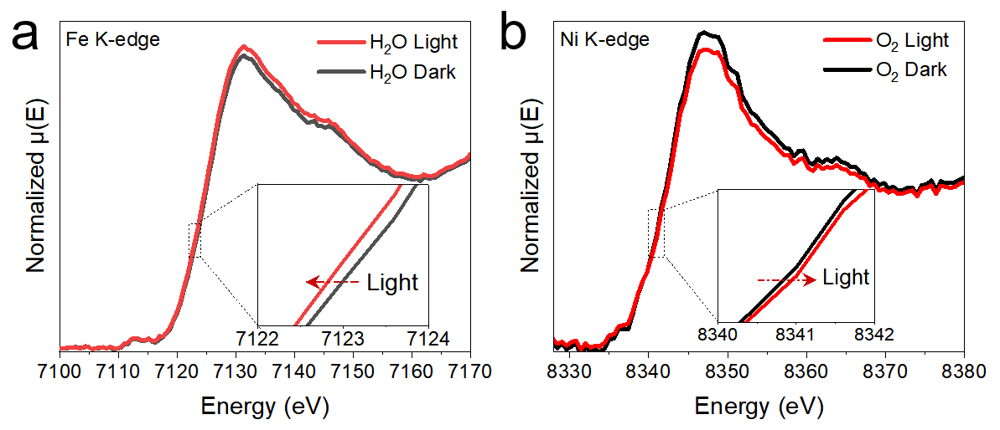 a
Fe K-edge
H₂O Light
H₂O Dark
Normalized μ(E)
Light
7122 7123 7124
7100 7110 7120 7130 7140 7150 7160 7170
Energy (eV)
b
Ni K-edge
O₂ Light
O₂ Dark
Normalized μ(E)
Light
8340 8341 8342
8330 8340 8350 8360 8370 8380
Energy (eV)